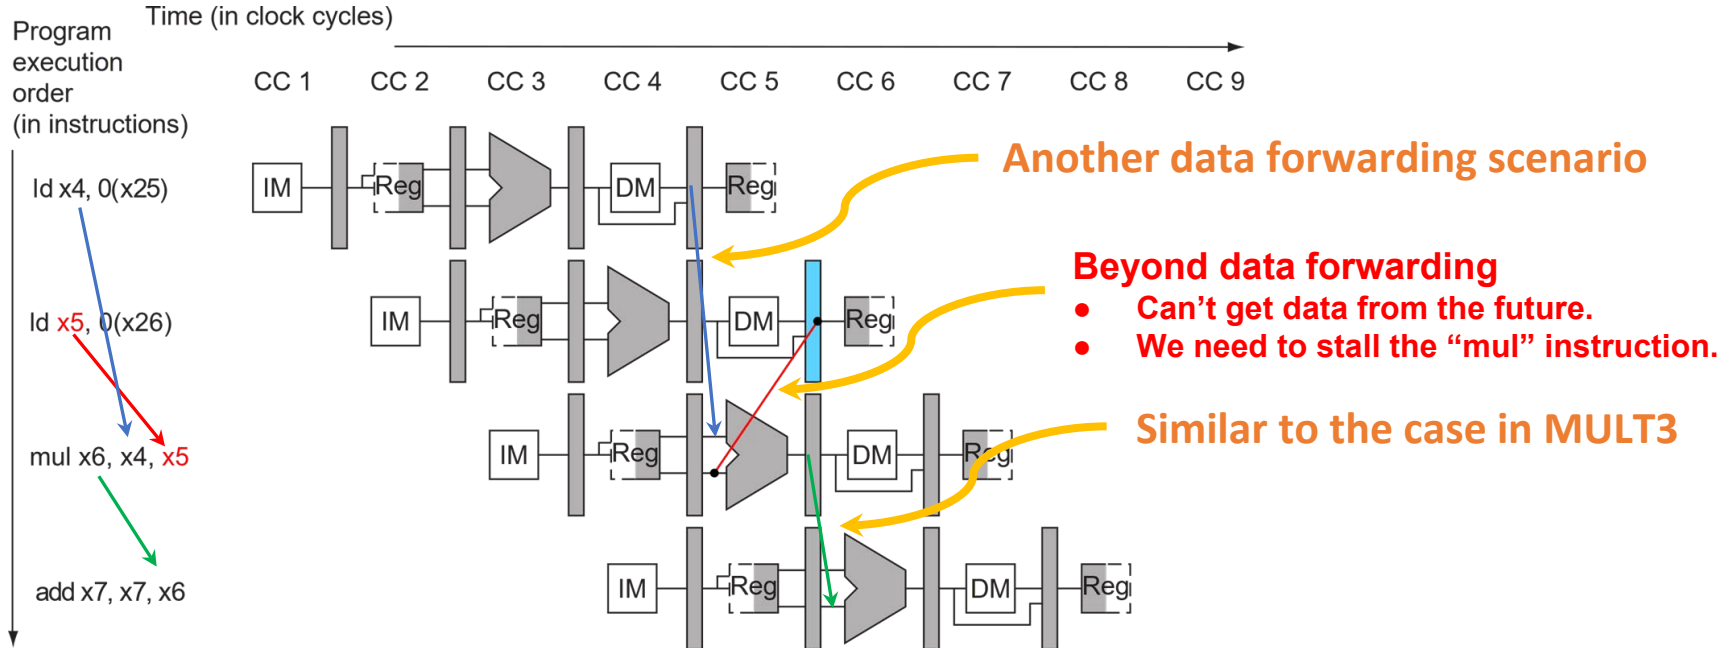 Time (in clock cycles)
Program
execution
order
(in instructions)
CC 1 CC 2 CC 3 CC 4 CC 5 CC 6 CC 7 CC 8 CC 9
Another data forwarding scenario
ld x4, 0(x25)
IM Reg DM Reg
Beyond data forwarding
● Can’t get data from the future.
● We need to stall the “mul” instruction.
ld x5, 0(x26)
IM Reg DM Reg
Similar to the case in MULT3
mul x6, x4, x5
IM Reg DM Reg
add x7, x7, x6
IM Reg DM Reg